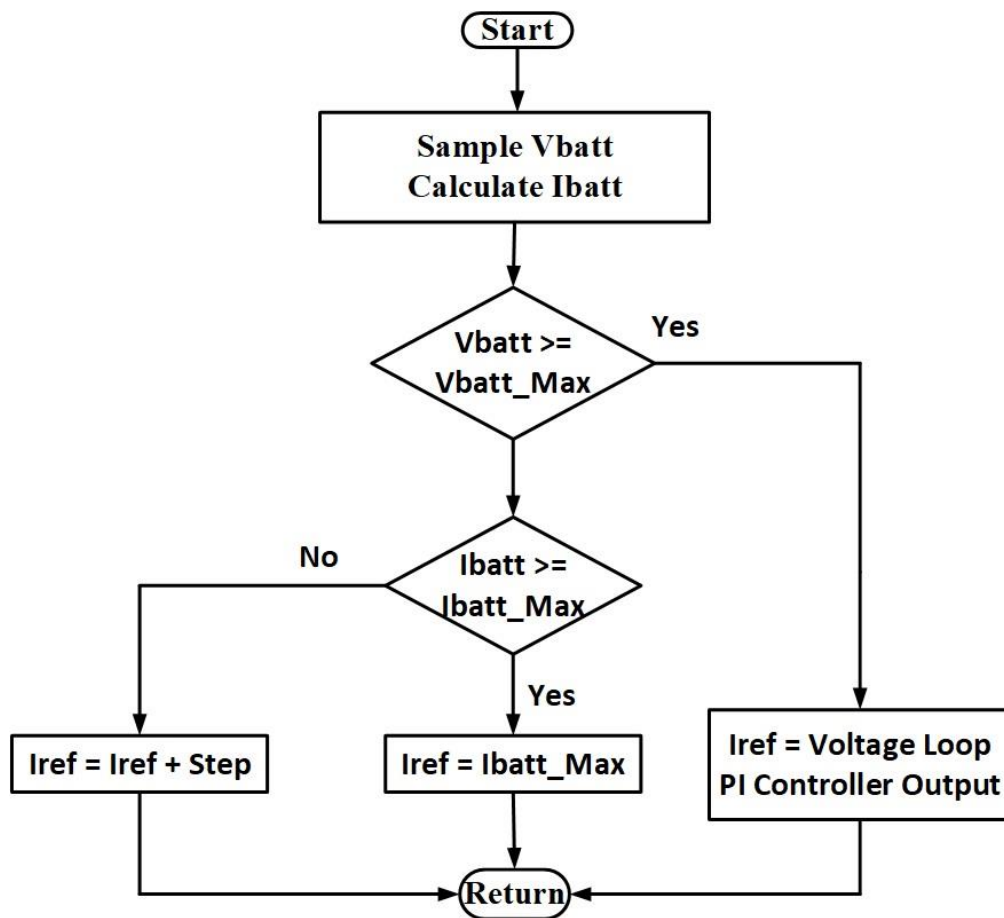 Start
Sample Vbatt
Calculate Ibatt
Vbatt >=
Vbatt_Max
Yes
Ibatt >=
Ibatt_Max
No
Yes
Iref = Iref + Step
Iref = Ibatt_Max
Iref = Voltage Loop
PI Controller Output
Return